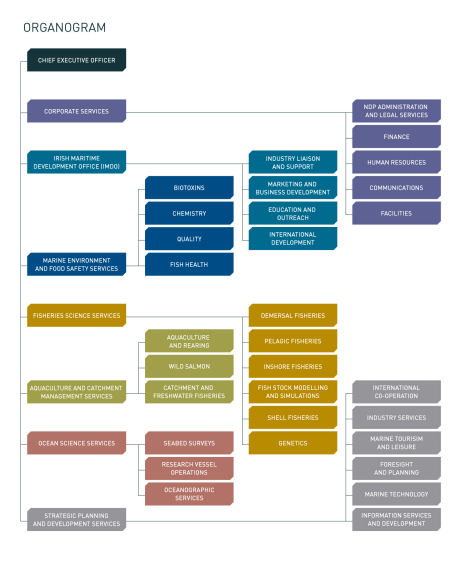 ORGANOGRAM
CHIEF EXECUTIVE OFFICER
CORPORATE SERVICES
NDP ADMINISTRATION
AND LEGAL SERVICES
FINANCE
HUMAN RESOURCES
COMMUNICATIONS
FACILITIES
IRISH MARITIME
DEVELOPMENT OFFICE (IMDO)
INDUSTRY LIAISON
AND SUPPORT
MARKETING AND
BUSINESS DEVELOPMENT
EDUCATION AND
OUTREACH
INTERNATIONAL
DEVELOPMENT
MARINE ENVIRONMENT
AND FOOD SAFETY SERVICES
BIOTOXINS
CHEMISTRY
QUALITY
FISH HEALTH
FISHERIES SCIENCE SERVICES
DEMERSAL FISHERIES
PELAGIC FISHERIES
INSHORE FISHERIES
FISH STOCK MODELLING
AND SIMULATIONS
SHELL FISHERIES
GENETICS
AQUACULTURE AND CATCHMENT
MANAGEMENT SERVICES
AQUACULTURE
AND REARING
WILD SALMON
CATCHMENT AND
FRESHWATER FISHERIES
OCEAN SCIENCE SERVICES
SEABED SURVEYS
RESEARCH VESSEL
OPERATIONS
OCEANOGRAPHIC
SERVICES
STRATEGIC PLANNING
AND DEVELOPMENT SERVICES
INTERNATIONAL
CO-OPERATION
INDUSTRY SERVICES
MARINE TOURISIM
AND LEISURE
FORESIGHT
AND PLANNING
MARINE TECHNOLOGY
INFORMATION SERVICES
AND DEVELOPMENT